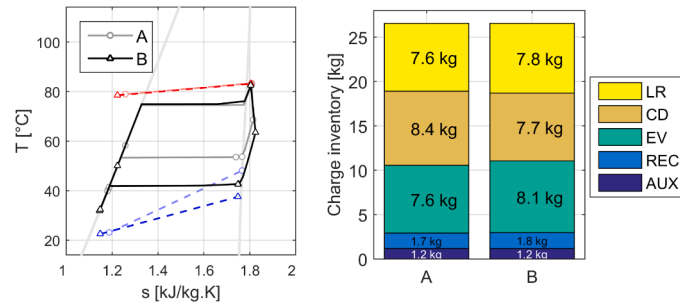 100
80
60
40
20
T [°C]
A
B
1
1.2
1.4
1.6
1.8
2
s [kJ/kg.K]
25
20
15
10
5
0
Charge inventory [kg]
7.6 kg
8.4 kg
7.6 kg
1.7 kg
1.2 kg
7.8 kg
7.7 kg
8.1 kg
1.8 kg
1.2 kg
A
B
LR
CD
EV
REC
AUX